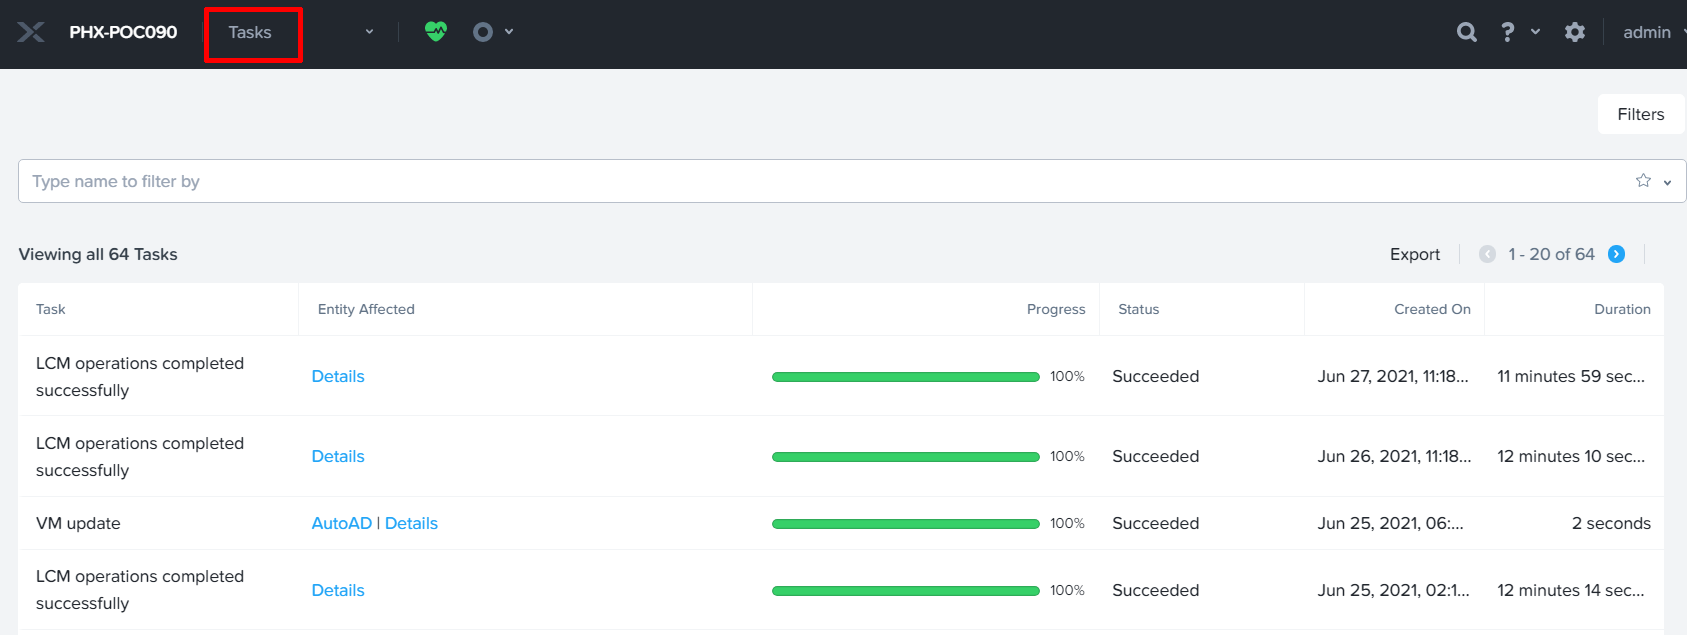 PHX-POC090 Tasks ? admin
Filters
Type name to filter by
Viewing all 64 Tasks Export 1 - 20 of 64
Task Entity Affected Progress Status Created On Duration
LCM operations completed
successfully
Details 100% Succeeded Jun 27, 2021, 11:18... 11 minutes 59 sec...
LCM operations completed
successfully
Details 100% Succeeded Jun 26, 2021, 11:18... 12 minutes 10 sec...
VM update AutoAD | Details 100% Succeeded Jun 25, 2021, 06:... 2 seconds
LCM operations completed
successfully
Details 100% Succeeded Jun 25, 2021, 02:1... 12 minutes 14 sec...